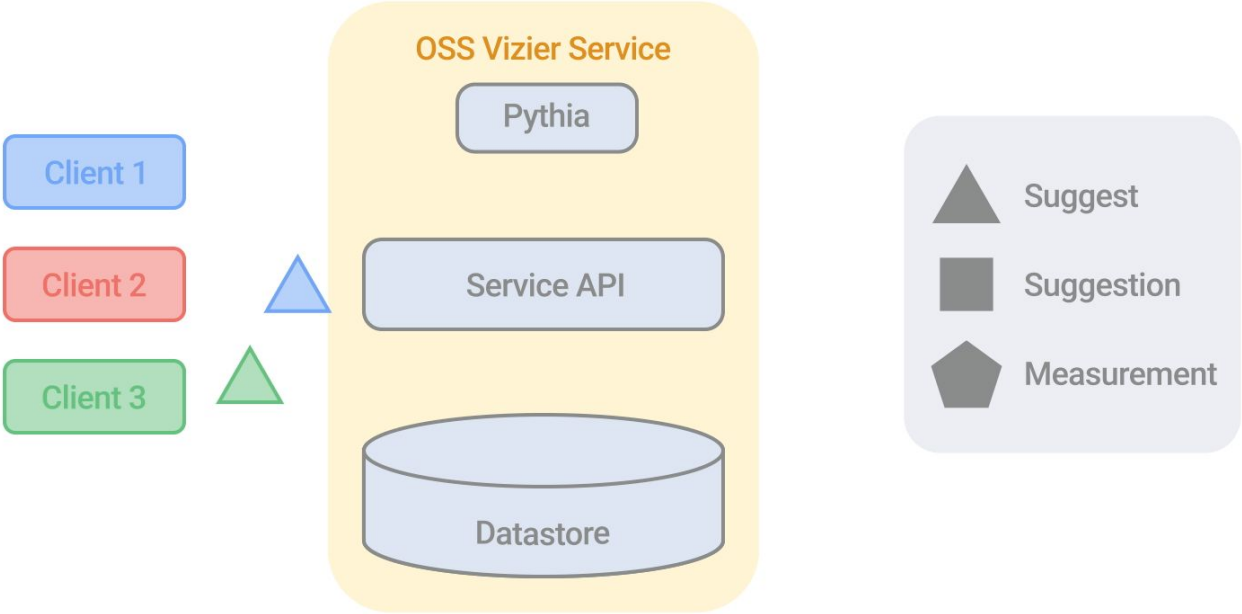 OSS Vizier Service
Pythia
Client 1
Client 2
Client 3
Service API
Datastore
Suggest
Suggestion
Measurement